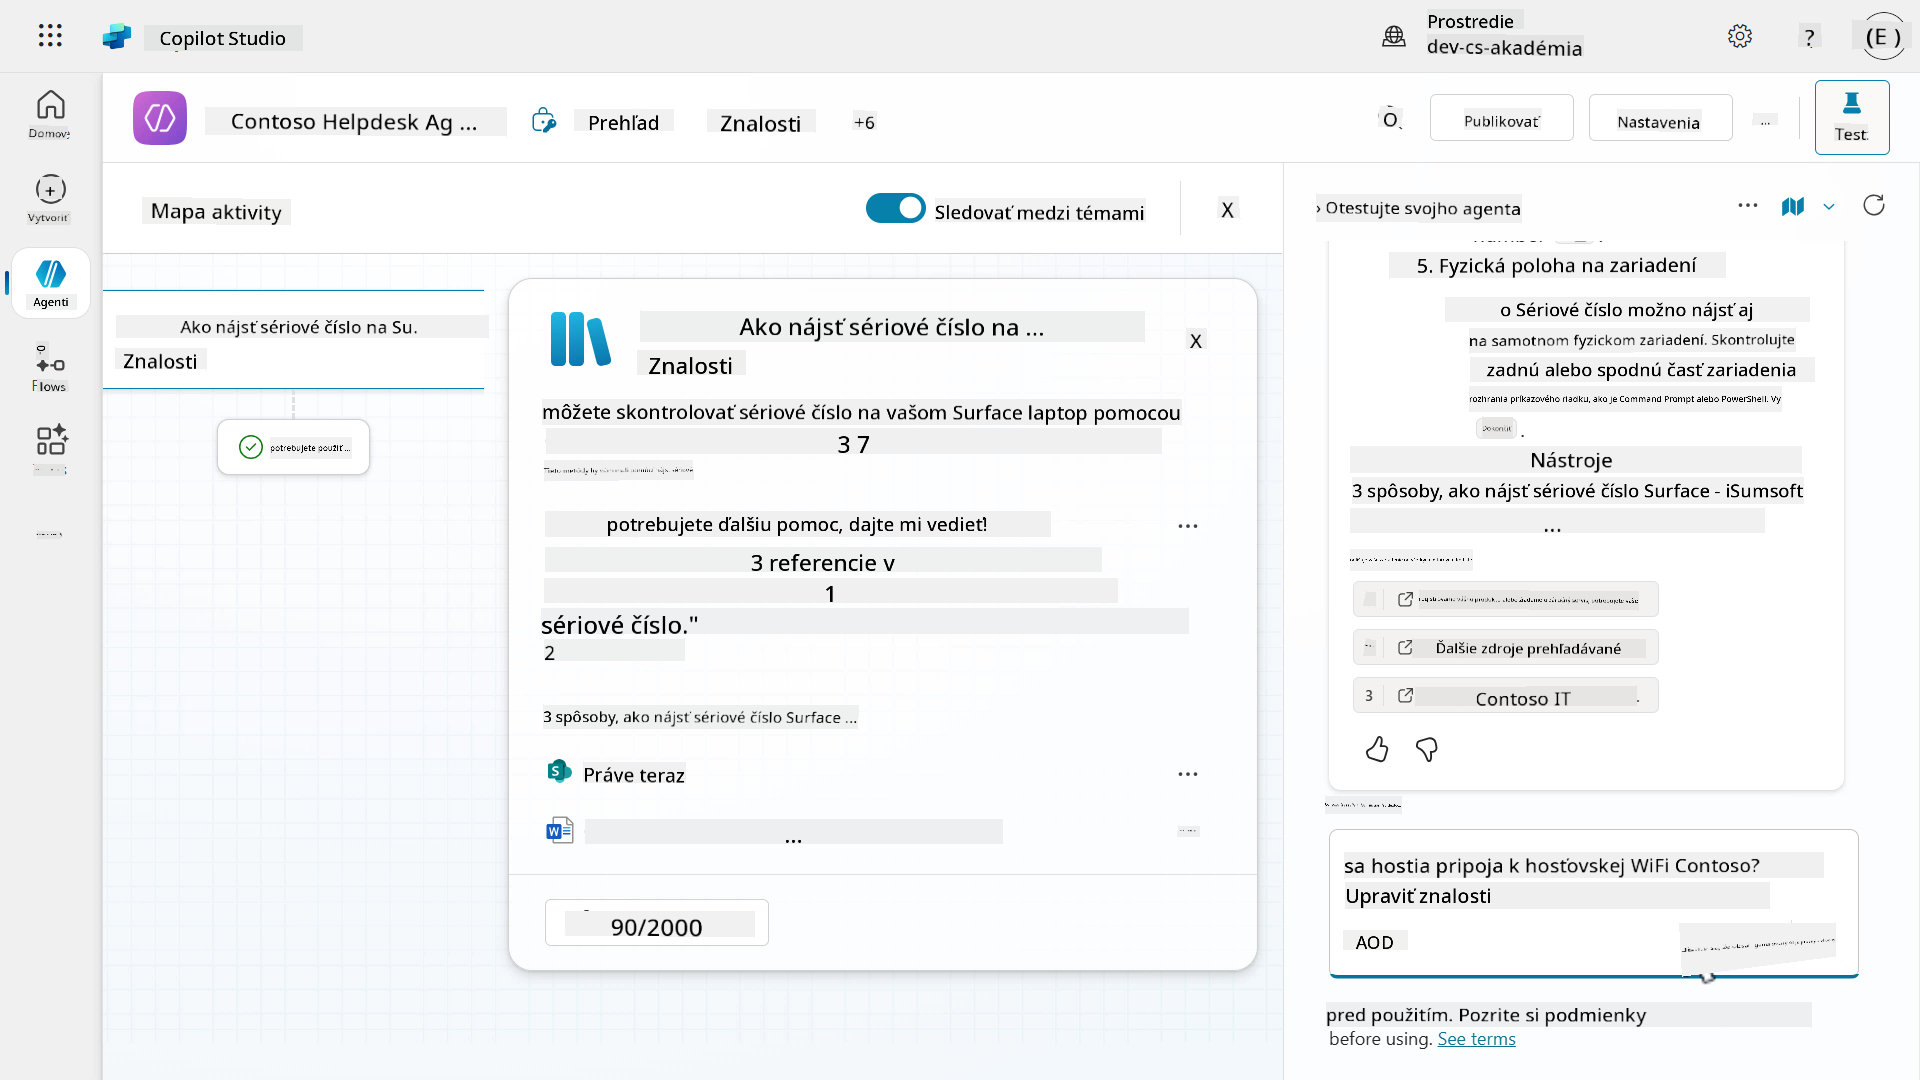 Copilot Studio
Prostredie
dev-cs-akadémia
?
(E )
Contoso Helpdesk Ag ...
Prehľad
Znalosti
+6
Publikovať
Nastavenia
...
Test
Domov
Vytvoriť
Agenti
Flows
Mapa aktivity
Sledovať medzi témami
X
› Otestujte svojho agenta
Ako nájsť sériové číslo na Su.
Znalosti
potrebujete použiť ...
Ako nájsť sériové číslo na ...
X
Znalosti
môžete skontrolovať sériové číslo na vašom Surface laptop pomocou
3 7
potrebujete ďalšiu pomoc, dajte mi vedieť!
3 referencie v
1
sériové číslo."
2
3 spôsoby, ako nájsť sériové číslo Surface ...
Práve teraz
...
90/2000
5. Fyzická poloha na zariadení
o Sériové číslo možno nájsť aj
na samotnom fyzickom zariadení. Skontrolujte
zadnú alebo spodnú časť zariadenia
rozhrania príkazového riadku, ako je Command Prompt alebo PowerShell. Vy
Dokončiť .
Nástroje
3 spôsoby, ako nájsť sériové číslo Surface - iSumsoft
...
Ďalšie zdroje prehľadávané
3
Contoso IT
sa hostia pripoja k hosťovskej WiFi Contoso?
Upraviť znalosti
AOD
pred použitím. Pozrite si podmienky
before using. See terms